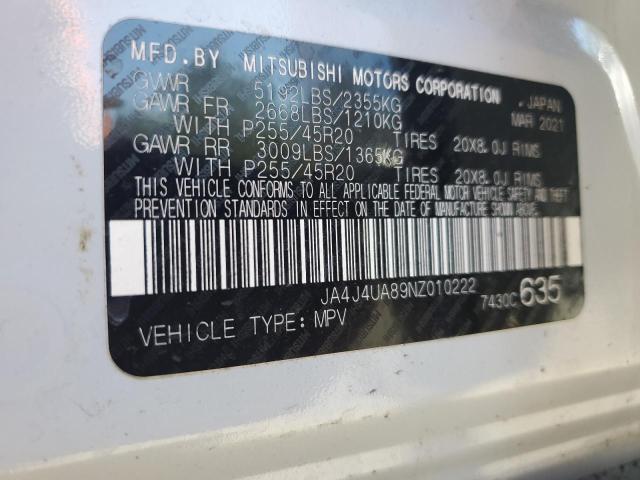 MFD.BY MITSUBISHI MOTORS CORPORATION , JAPAN
GVWR 5192LBS/2355KG MAR 2021
GAWR FR 2668LBS/1210KG
WITH P255/45R20 TIRES 20X8.0J RIMS
GAWR RR 3009LBS/1365KG
WITH P255/45R20 TIRES 20X8.0J RIMS
THIS VEHICLE CONFORMS TO ALL APPLICABLE FEDERAL MOTOR VEHICLE SAFETY AND THEFT
PREVENTION STANDARDS IN EFFECT ON THE DATE OF MANUFACTURE SHOWN ABOVE.
JA4J4UA89NZ010222
7430C 635
VEHICLE TYPE: MPV